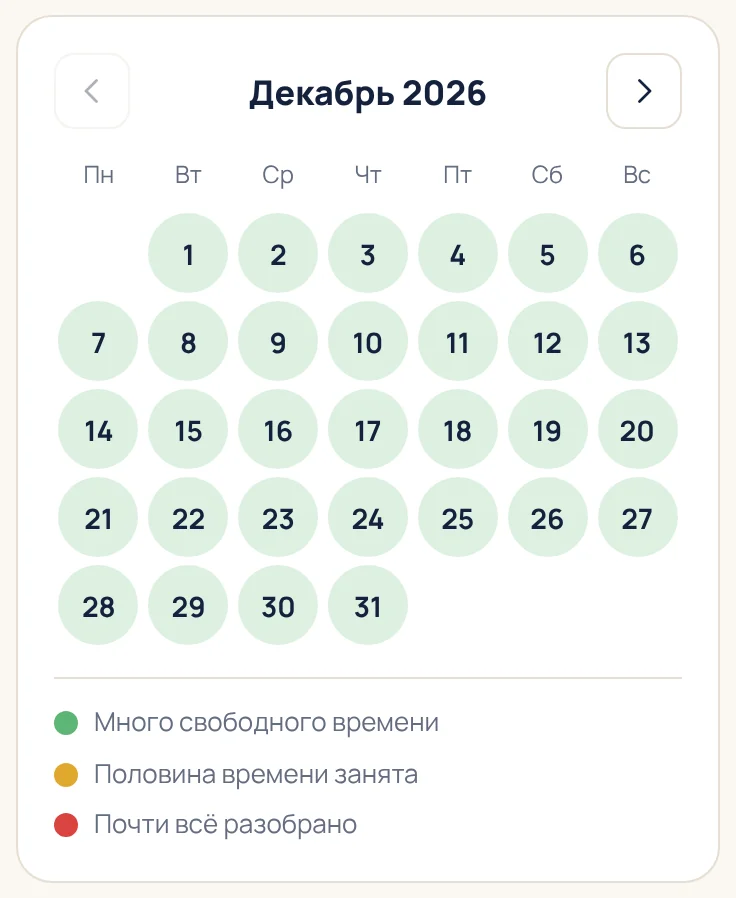 Декабрь 2026
Пн Вт Ср Чт Пт Сб Вс
1 2 3 4 5 6
7 8 9 10 11 12 13
14 15 16 17 18 19 20
21 22 23 24 25 26 27
28 29 30 31
Много свободного времени
Половина времени занята
Почти всё разобрано